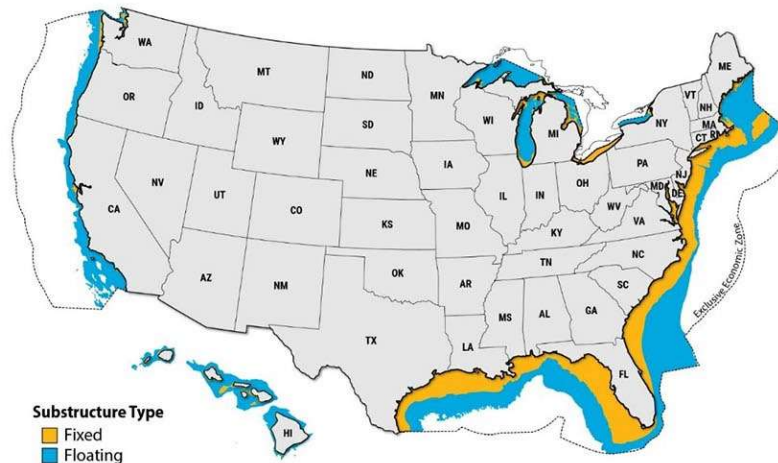 WA
MT
ND
MN
ME
VT
NH
OR
ID
SD
WI
MI
NY
MA
CT
RI
WY
IA
PA
NJ
NE
NV
UT
CO
IL
IN
OH
MD
DE
WV
VA
CA
KS
MO
KY
NC
TN
AZ
NM
OK
AR
SC
MS
AL
GA
TX
LA
FL
HI
Exclusive Economic Zone
Substructure Type
Fixed
Floating